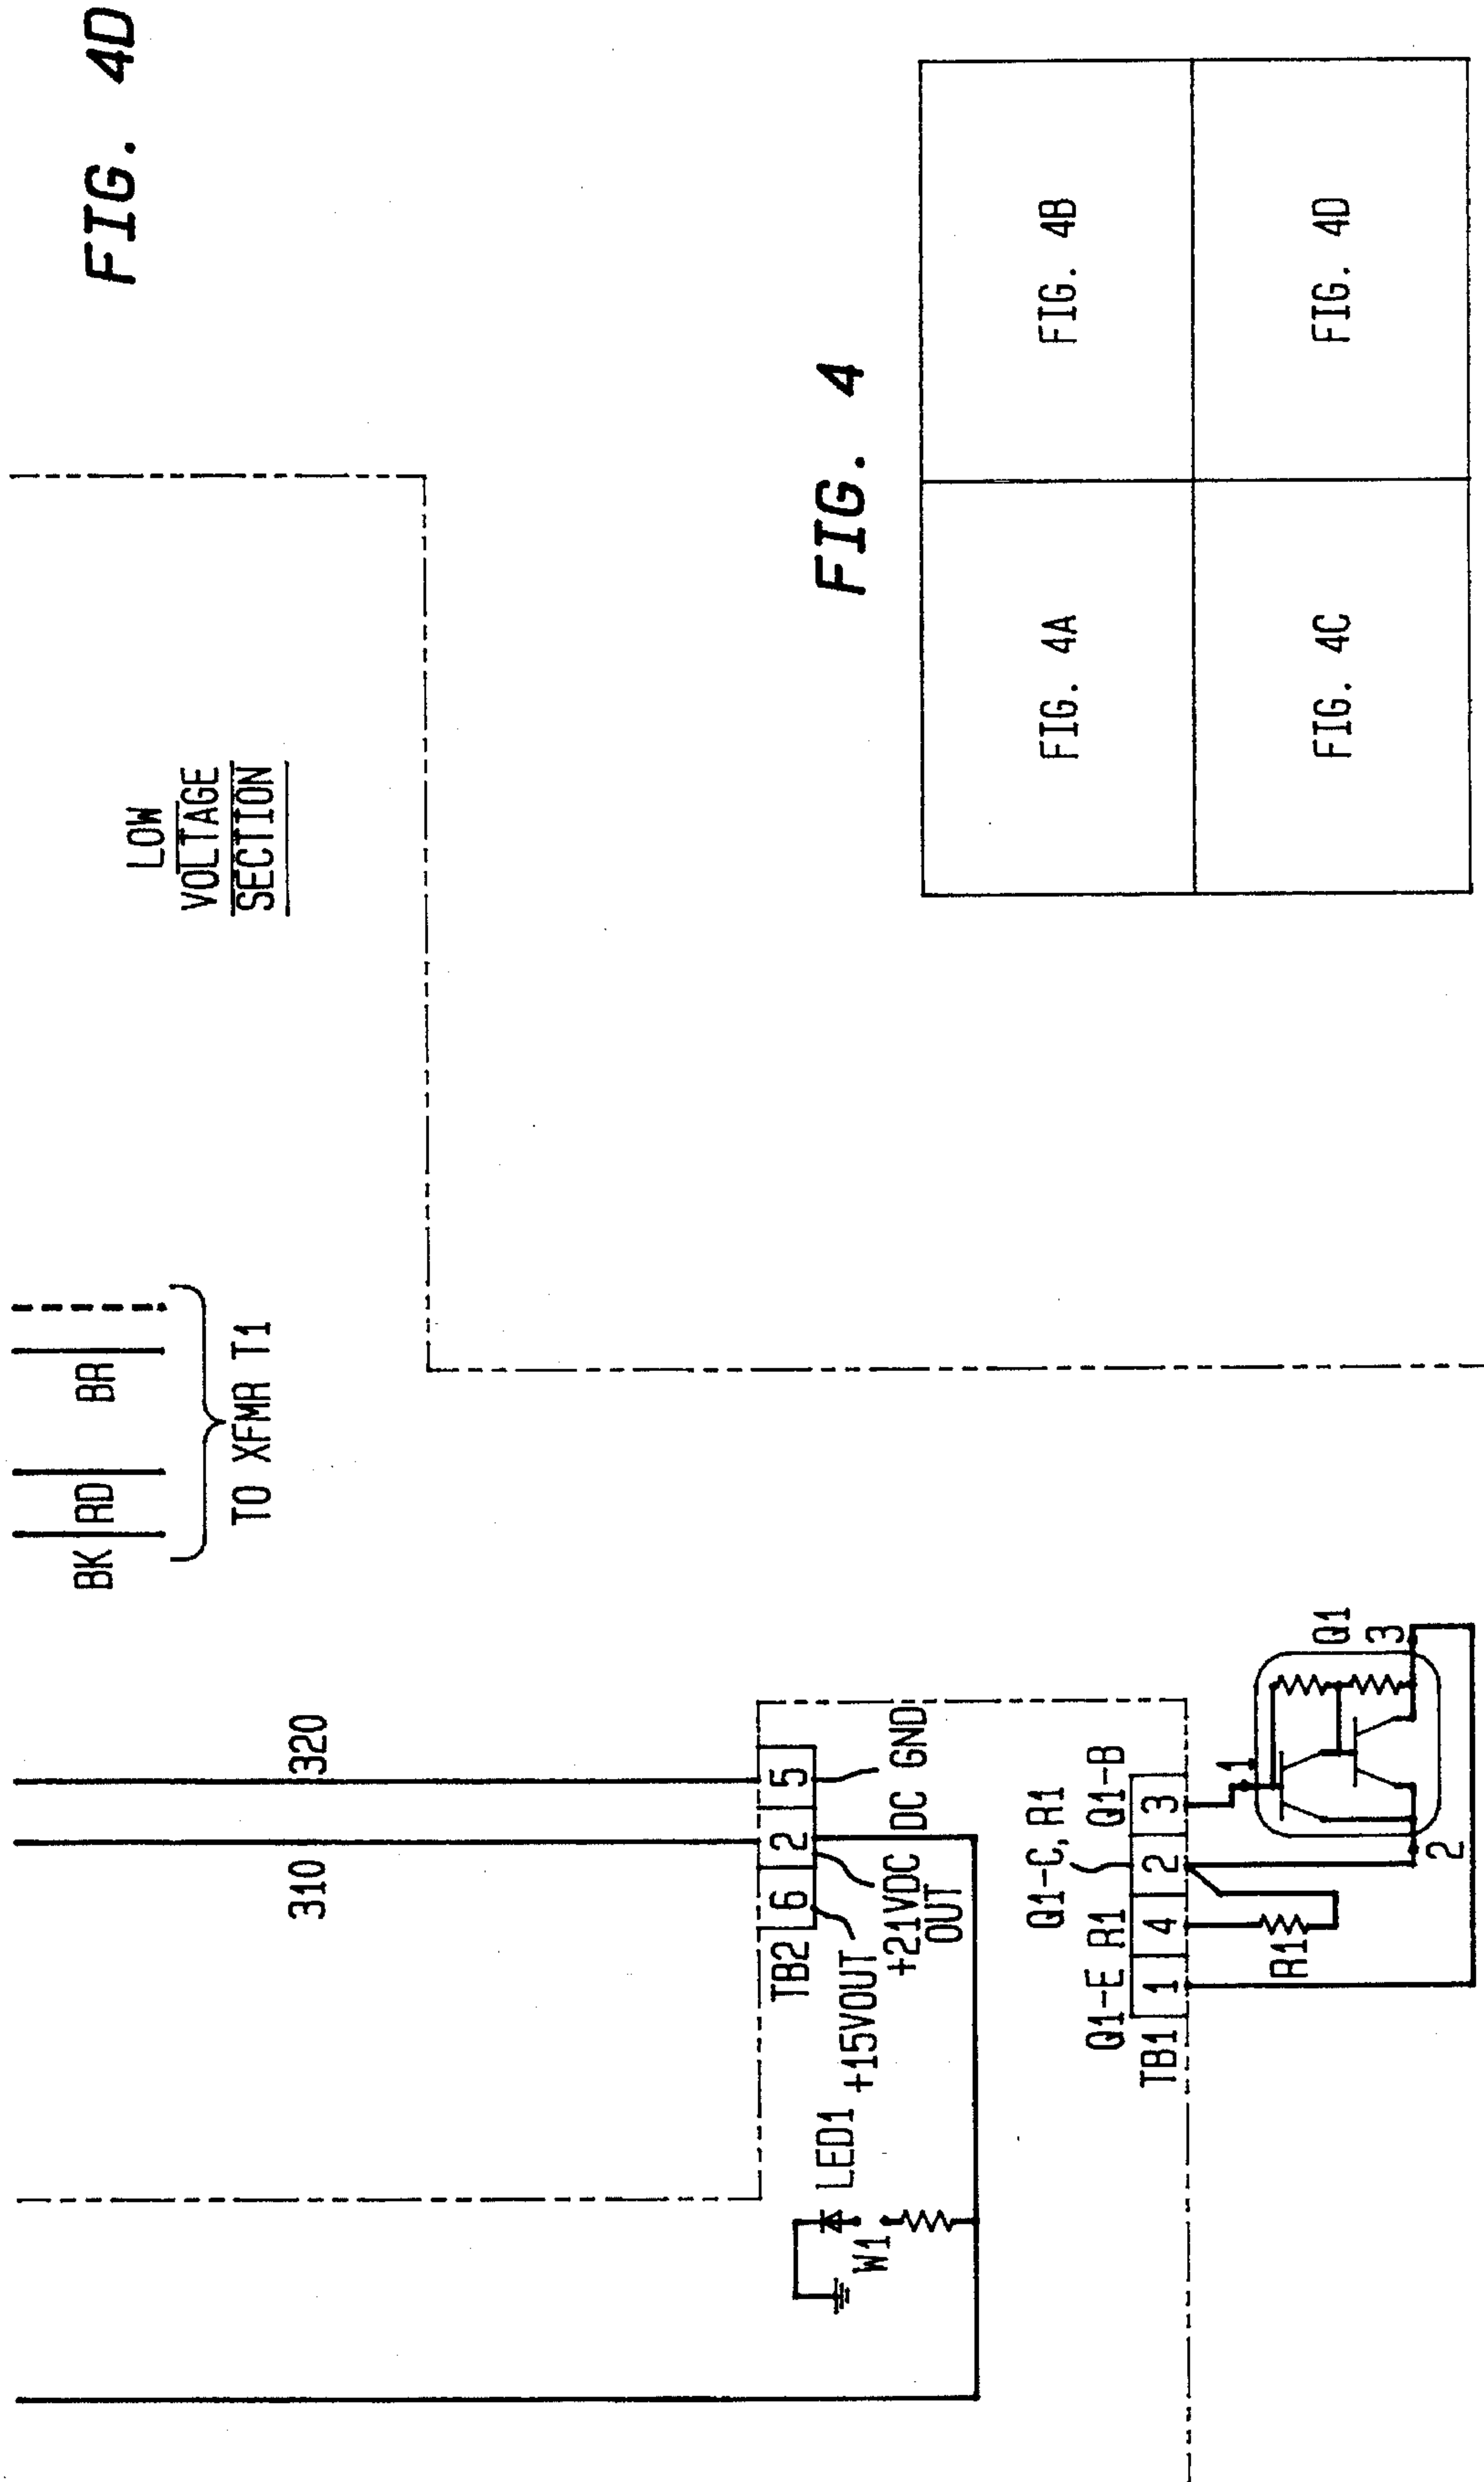 FIG. 4D
LOW
VOLTAGE
SECTION
BK
RD
BR
TO XFMR T1
310
320
TB2
6
2
5
+15VOUT
+21VDC
OUT
DC GND
LED1
W1
Q1-E
R1
Q1-C, R1
Q1-B
TB1
1
4
2
3
R1
1
2
Q1
3
FIG. 4
FIG. 4A
FIG. 4B
FIG. 4C
FIG. 4D